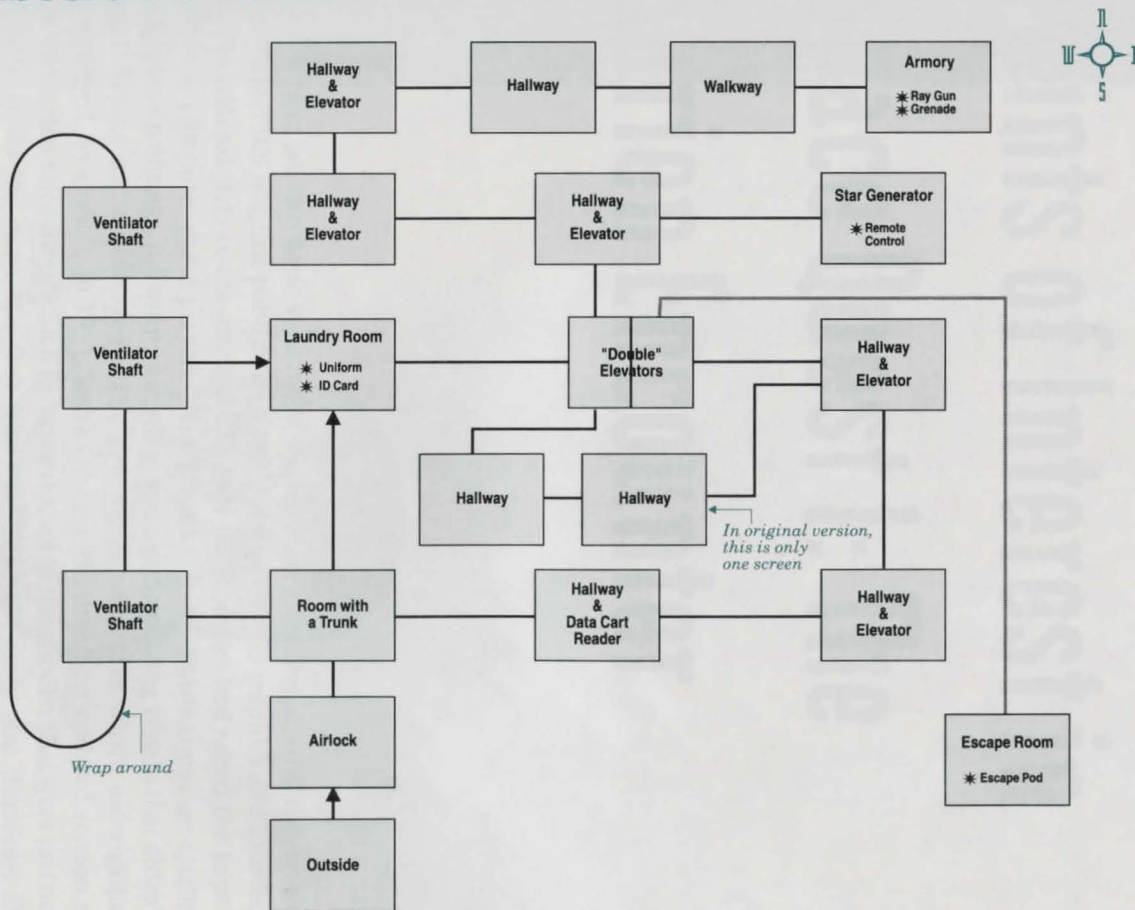 N
W
S
Hallway
&
Elevator
Hallway
Walkway
Armory
Ray Gun
Grenade
Ventilator
Shaft
Hallway
&
Elevator
Hallway
&
Elevator
Star Generator
Remote
Control
Ventilator
Shaft
Laundry Room
Uniform
ID Card
"Double"
Elevators
Hallway
&
Elevator
Hallway
Hallway
In original version,
this is only
one screen
Ventilator
Shaft
Room with
a Trunk
Hallway
&
Data Cart
Reader
Hallway
&
Elevator
Wrap around
Airlock
Escape Room
Escape Pod
Outside